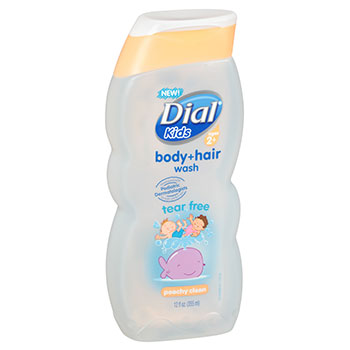 NEW!
Dial
Kids
ages 2+
body+hair
wash
Pediatric
Dermatologists
tear free
peachy clean
12 fl oz (355 ml)